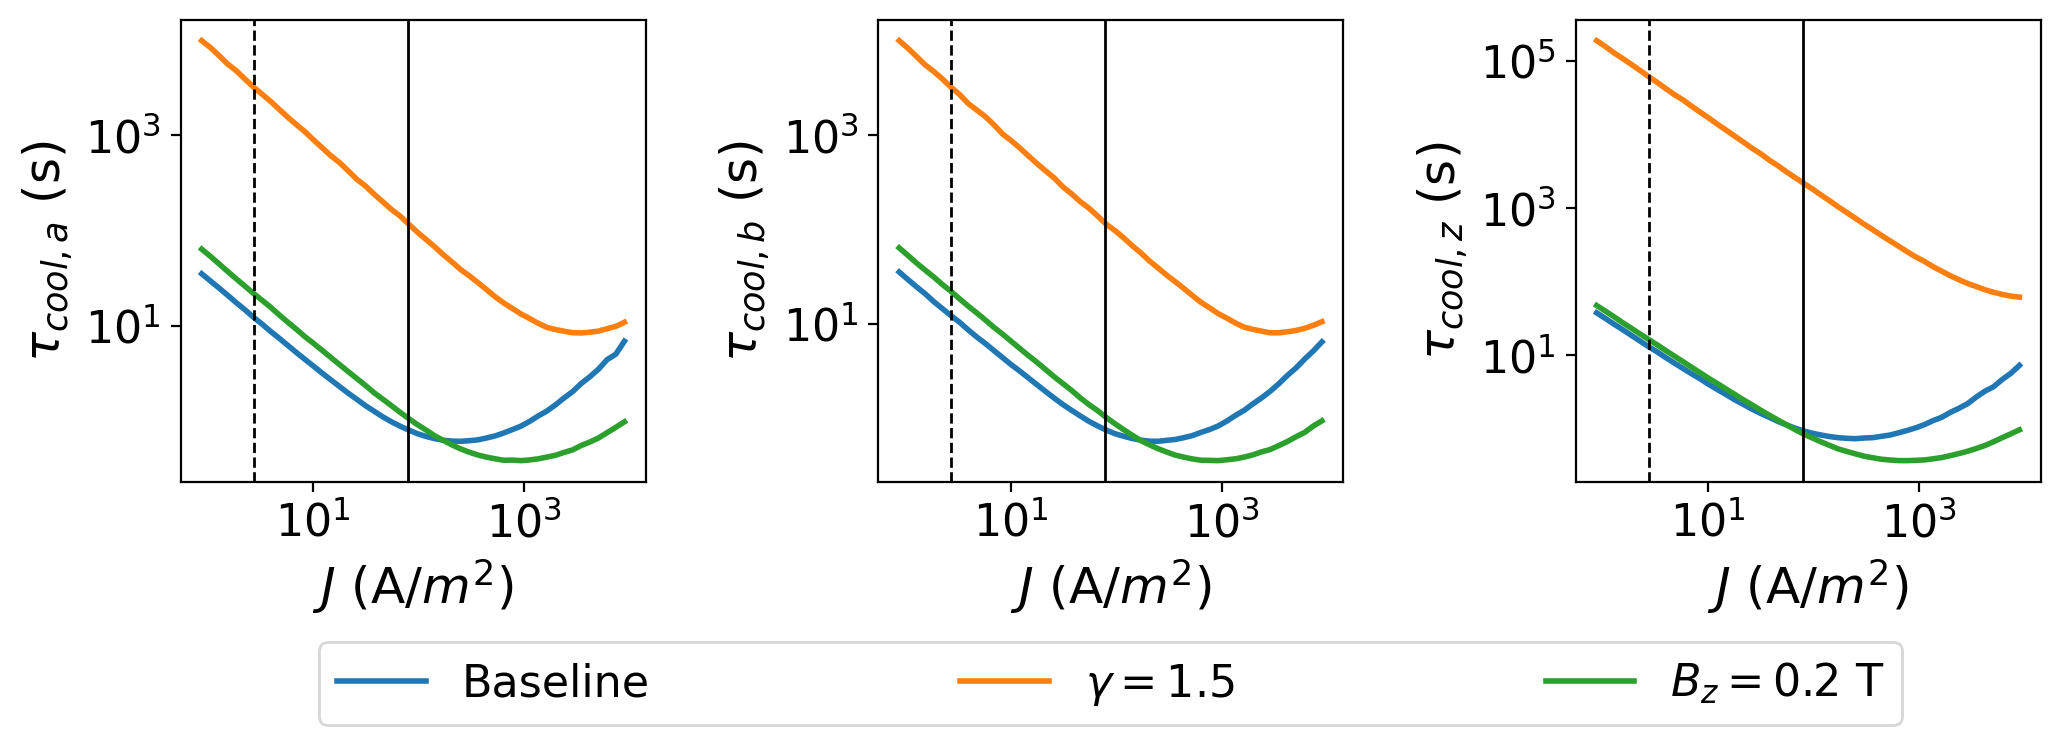 τ_{cool, a} (s)
10^3
10^1
10^1 10^3
J (A/m^2)
τ_{cool, b} (s)
10^3
10^1
10^1 10^3
J (A/m^2)
τ_{cool, z} (s)
10^5
10^3
10^1
10^1 10^3
J (A/m^2)
Baseline
γ = 1.5
B_z = 0.2 T